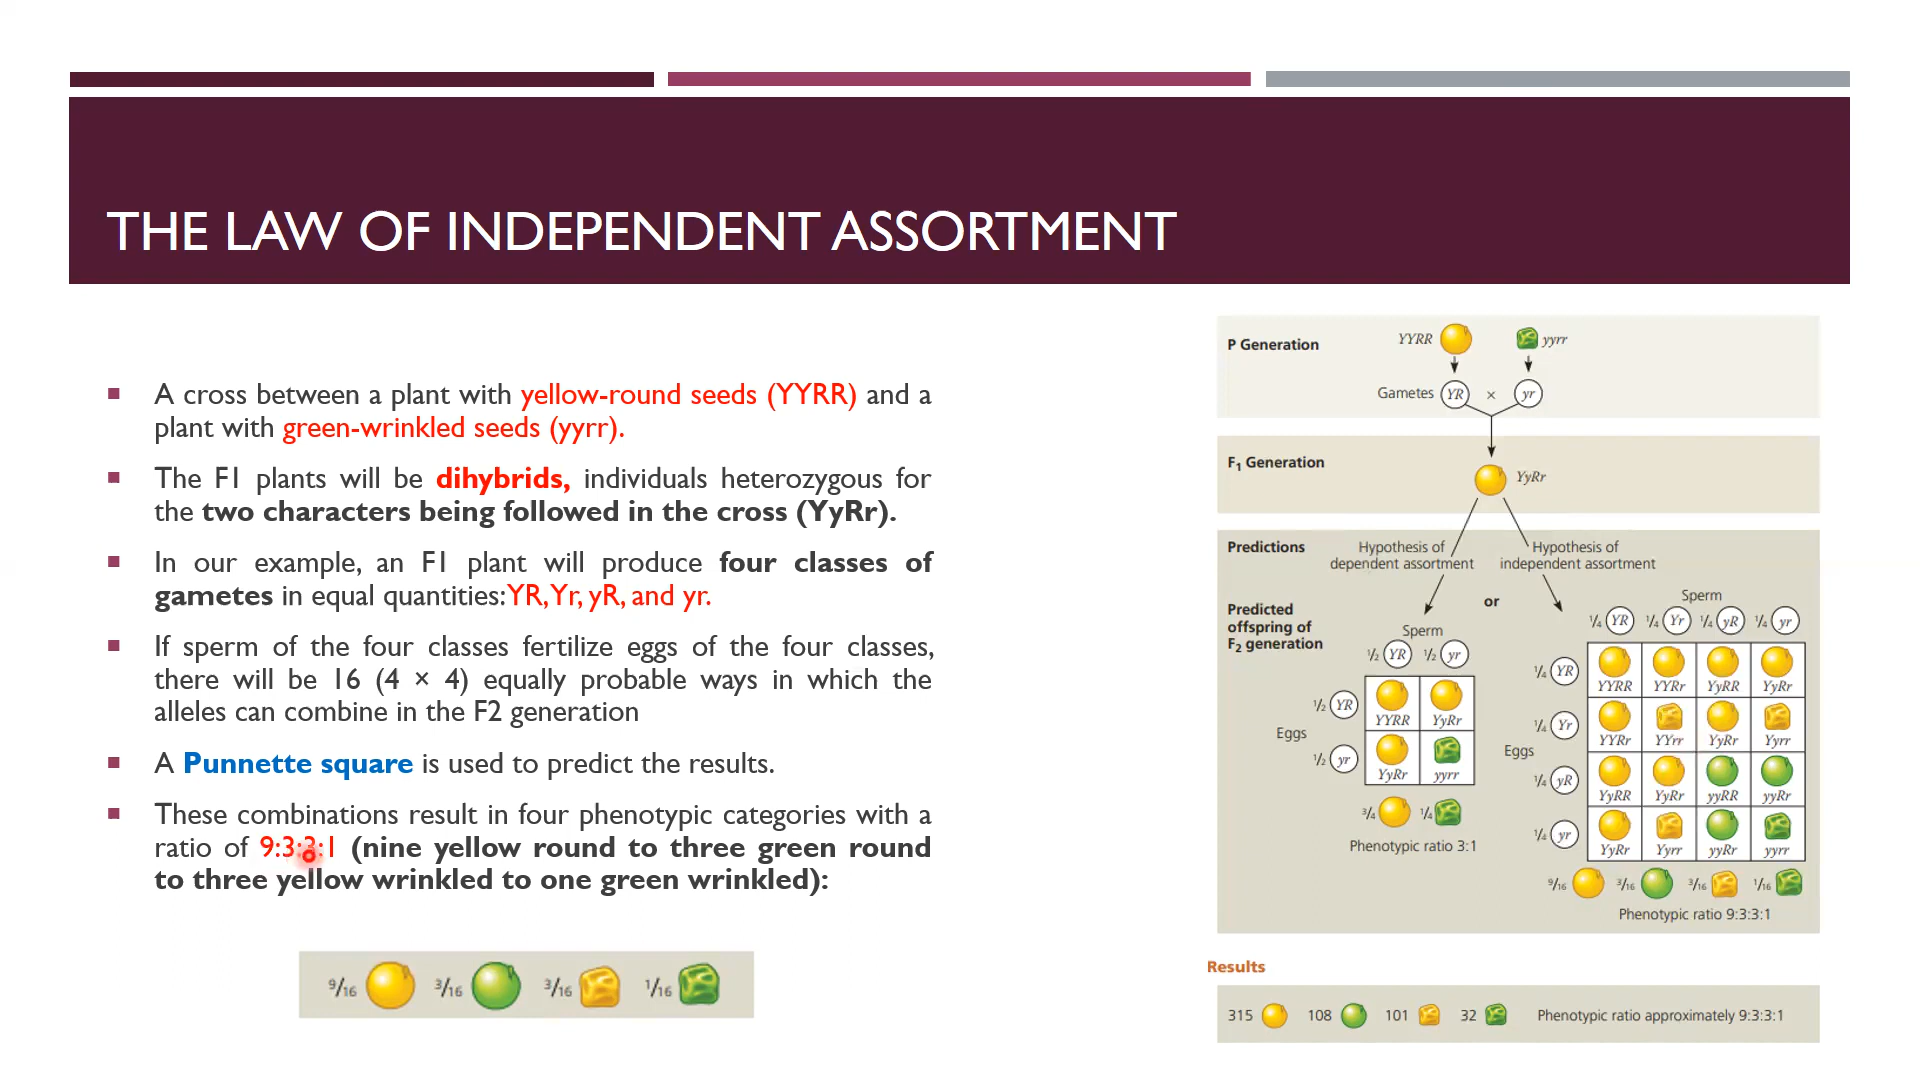 THE LAW OF INDEPENDENT ASSORTMENT
A cross between a plant with yellow-round seeds (YYRR) and a
plant with green-wrinkled seeds (yyrr).
The F1 plants will be dihybrids, individuals heterozygous for
the two characters being followed in the cross (YyRr).
In our example, an F1 plant will produce four classes of
gametes in equal quantities: YR, Yr, yR, and yr.
If sperm of the four classes fertilize eggs of the four classes,
there will be 16 (4 × 4) equally probable ways in which the
alleles can combine in the F2 generation
A Punnette square is used to predict the results.
These combinations result in four phenotypic categories with a
ratio of 9:3:3:1 (nine yellow round to three green round
to three yellow wrinkled to one green wrinkled):
9/16 3/16 3/16 1/16
P Generation
YYRR yyrr
Gametes YR × yr
F1 Generation
YyRr
Predictions
Hypothesis of
dependent assortment
or
Hypothesis of
independent assortment
Predicted
offspring of
F2 generation
Sperm
1/2 YR 1/2 yr
Eggs
1/2 YR
YYRR YyRr
1/2 yr
YyRr yyrr
3/4 1/4
Phenotypic ratio 3:1
Sperm
1/4 YR 1/4 Yr 1/4 yR 1/4 yr
Eggs
1/4 YR
YYRR YYRr YyRR YyRr
1/4 Yr
YYRr YYrr YyRr Yyrr
1/4 yR
YyRR YyRr yyRR yyRr
1/4 yr
YyRr Yyrr yyRr yyrr
9/16 3/16 3/16 1/16
Phenotypic ratio 9:3:3:1
Results
315 108 101 32 Phenotypic ratio approximately 9:3:3:1